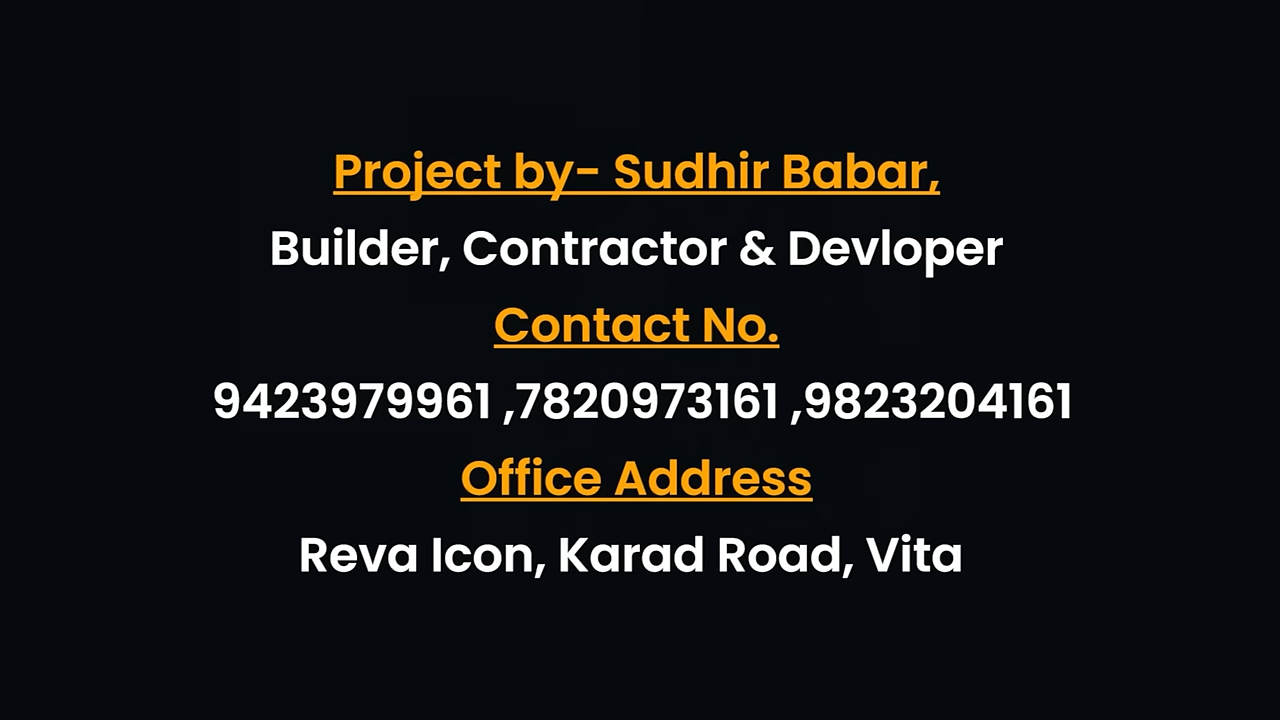 Project by- Sudhir Babar,
Builder, Contractor & Devloper
Contact No.
9423979961 ,7820973161 ,9823204161
Office Address
Reva Icon, Karad Road, Vita